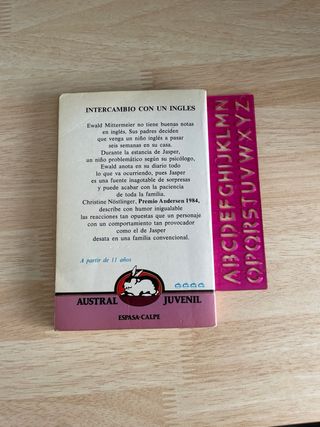 INTERCAMBIO CON UN INGLES
Ewald Mittermeier no tiene buenas notas
en inglés. Sus padres deciden
que venga un niño inglés a pasar
seis semanas en su casa.
Durante la estancia de Jasper,
un niño problemático según su psicólogo,
Ewald anota en su diario todo
lo que va ocurriendo, pues Jasper
es una fuente inagotable de sorpresas
y puede acabar con la paciencia
de toda la familia.
Christine Nöstlinger, Premio Andersen 1984,
describe con humor inigualable
las reacciones tan opuestas que un personaje
con un comportamiento tan provocador
como el de Jasper
desata en una familia convencional.
A partir de 11 años
AUSTRAL JUVENIL
ESPASA-CALPE
ABCDEFGHIJKLMN
OPQRSTUVWXYZ